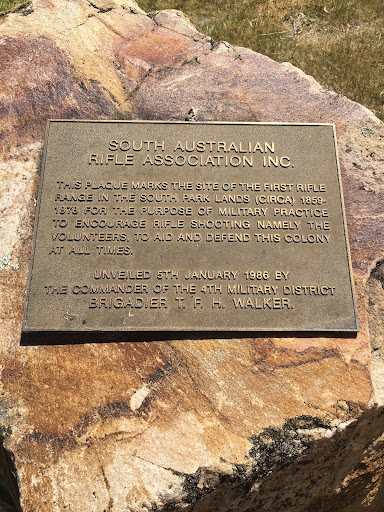 SOUTH AUSTRALIAN
RIFLE ASSOCIATION INC.
THIS PLAQUE MARKS THE SITE OF THE FIRST RIFLE
RANGE IN THE SOUTH PARK LANDS (CIRCA) 1859-
1878 FOR THE PURPOSE OF MILITARY PRACTICE
TO ENCOURAGE RIFLE SHOOTING NAMELY THE
VOLUNTEERS, TO AID AND DEFEND THIS COLONY
AT ALL TIMES.
UNVEILED 5TH JANUARY 1986 BY
THE COMMANDER OF THE 4TH MILITARY DISTRICT
BRIGADIER T. F. H. WALKER.